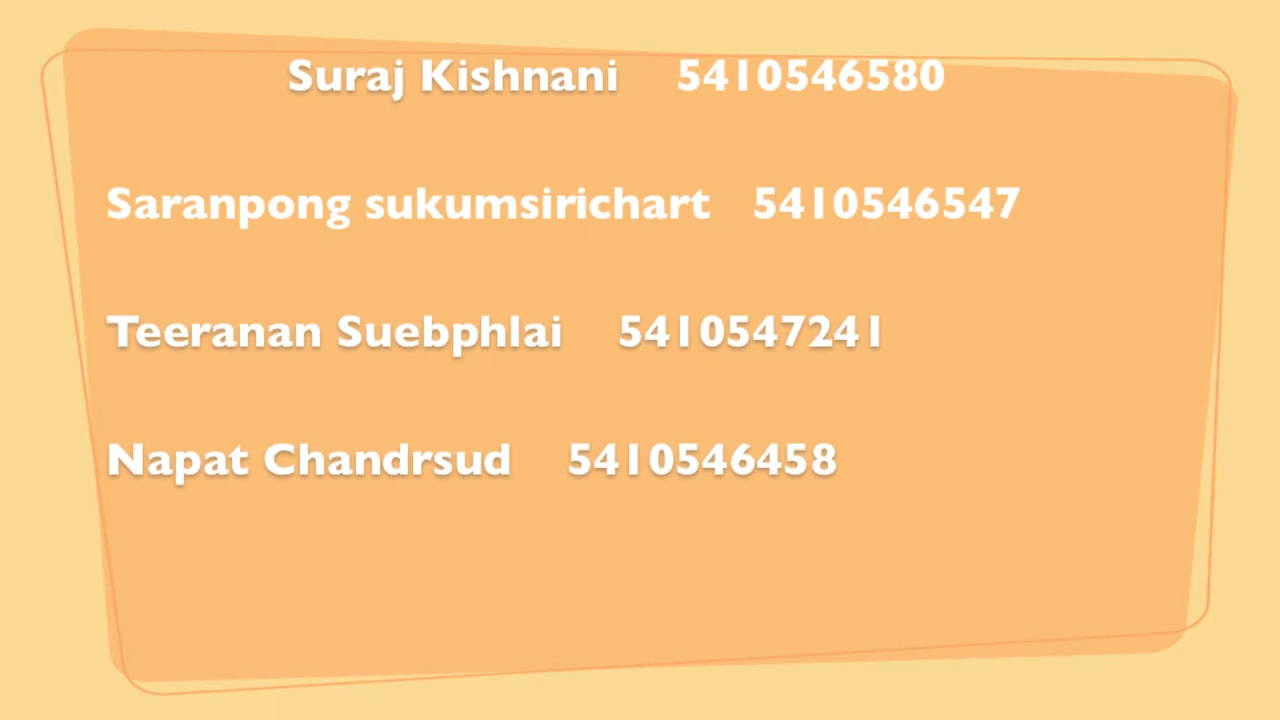 Suraj Kishnani 5410546580
Saranpong sukumsirichart 5410546547
Teeranan Suebphlai 5410547241
Napat Chandrsud 5410546458